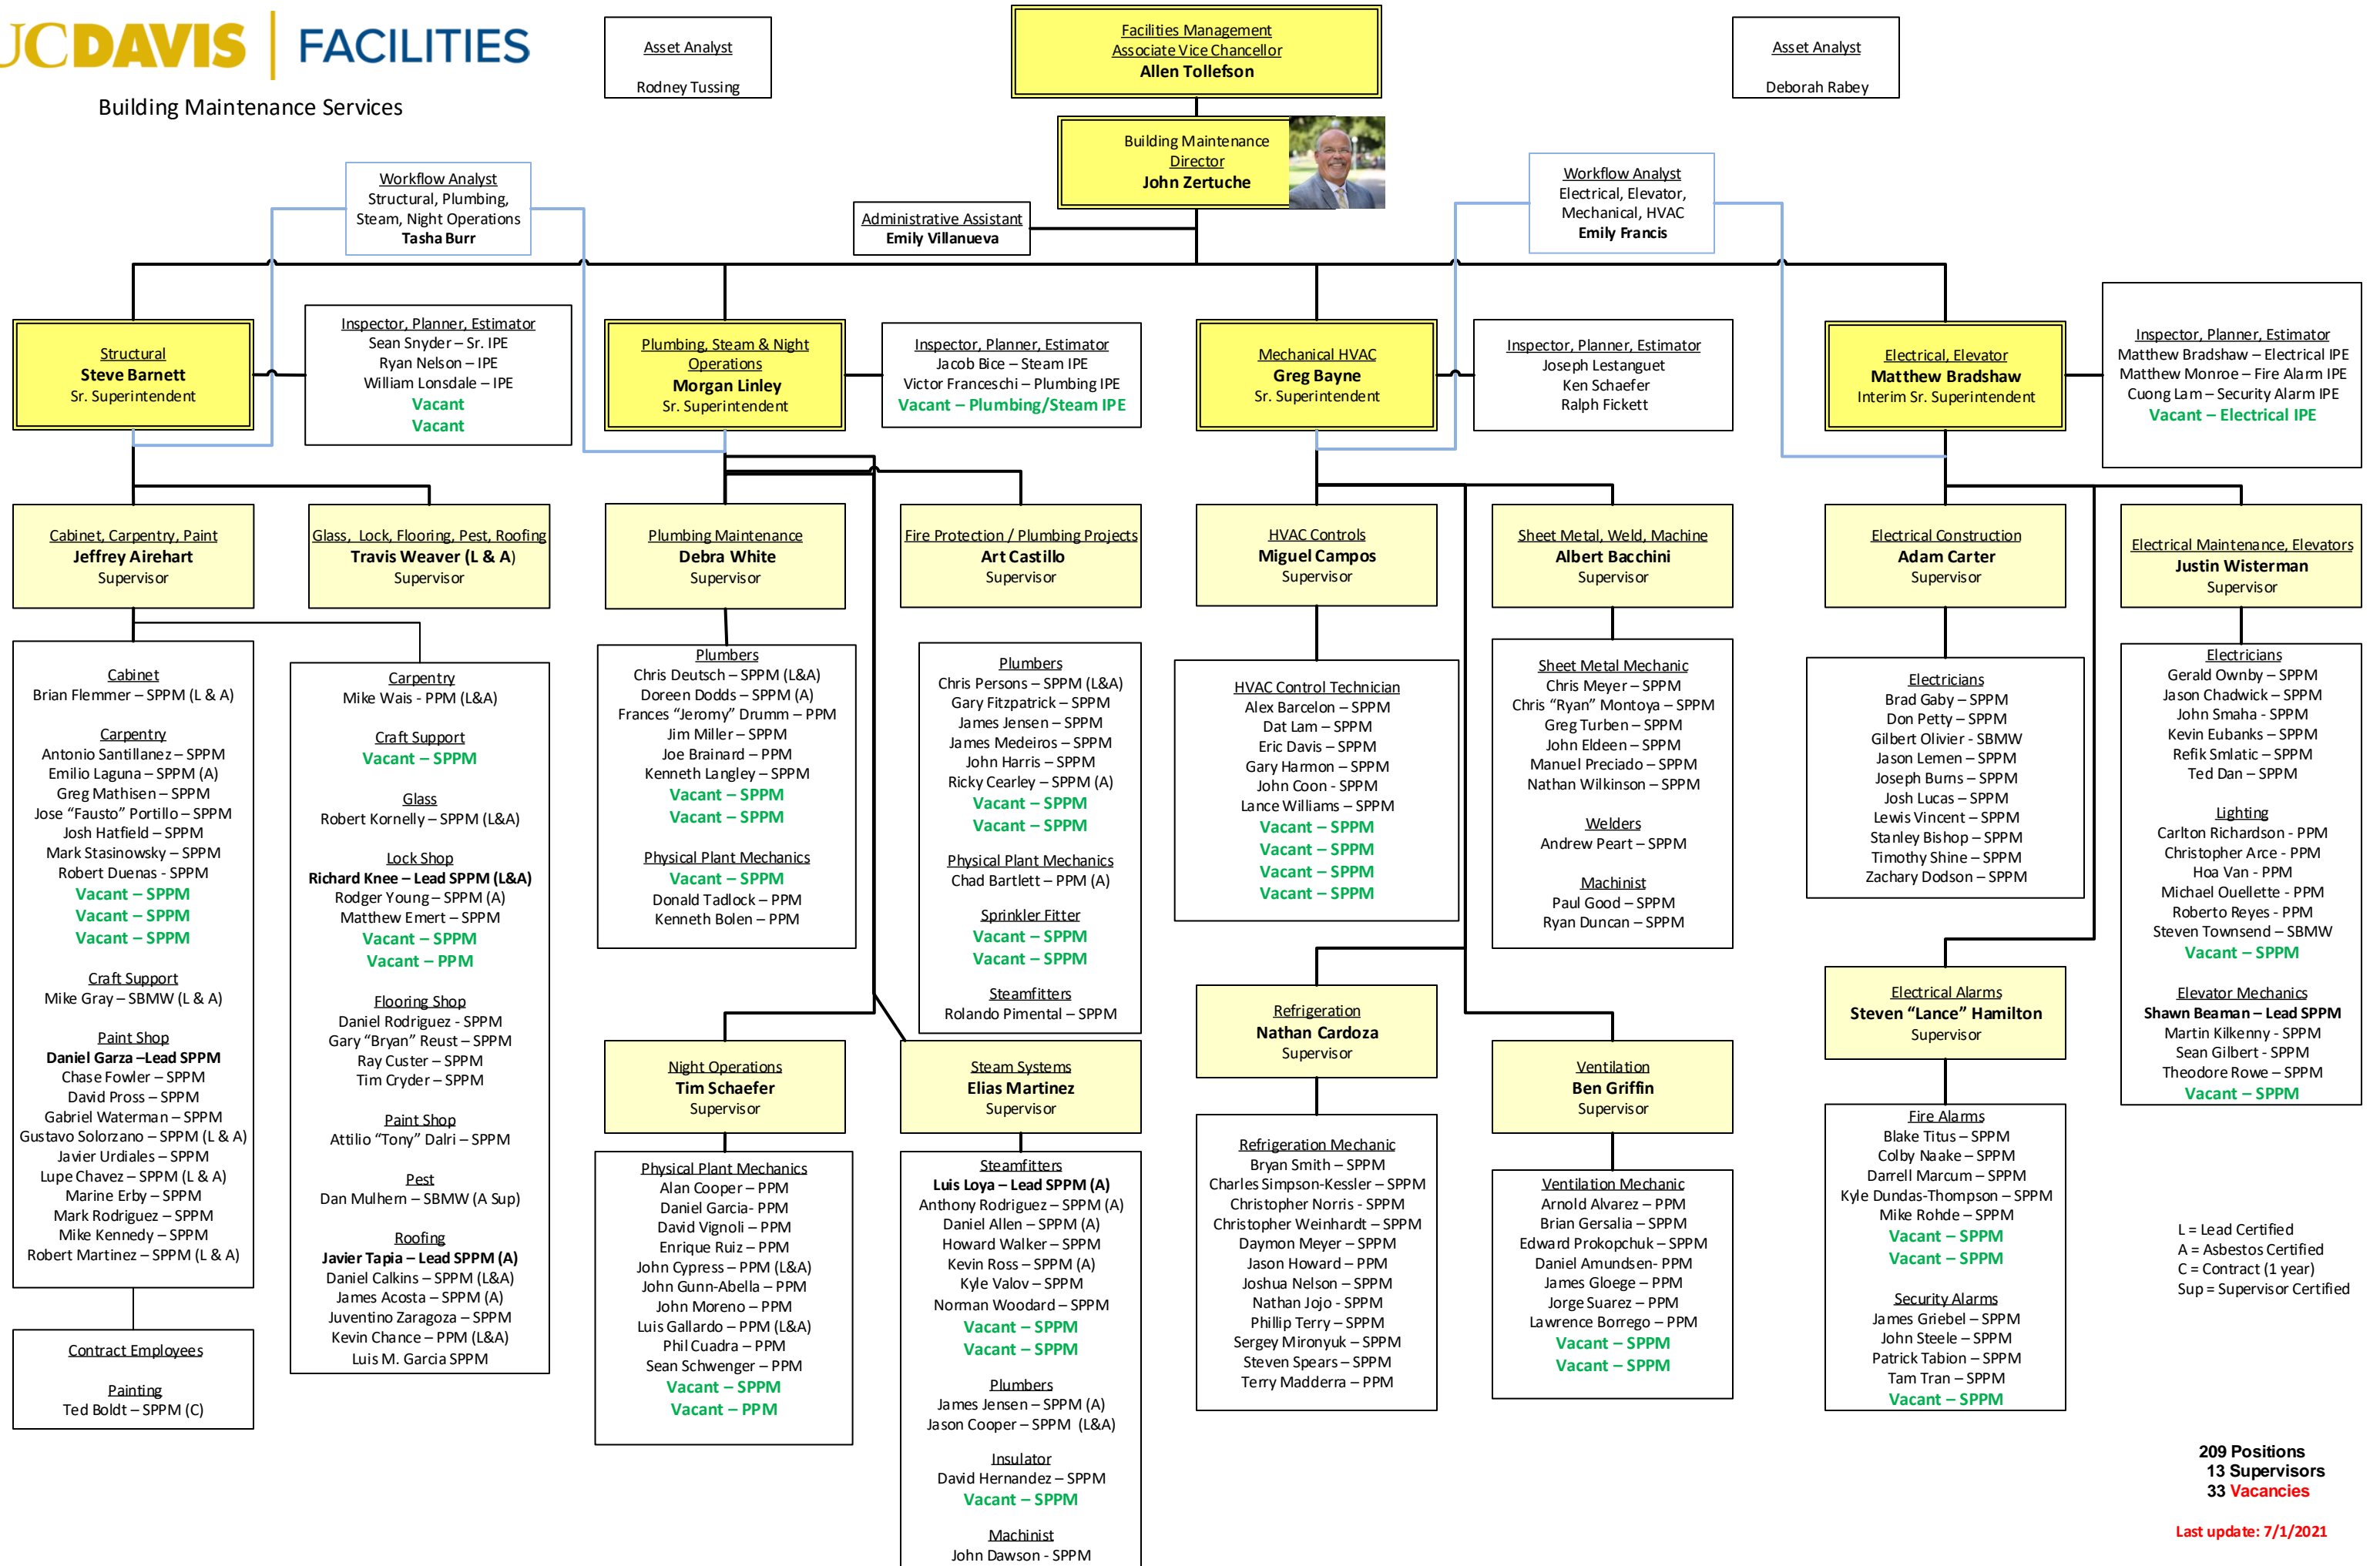 UCDAVIS | FACILITIES
Building Maintenance Services
Asset Analyst
Rodney Tussing
Facilities Management
Associate Vice Chancellor
Allen Tollefson
Asset Analyst
Deborah Rabey
Building Maintenance
Director
John Zertuche
Workflow Analyst
Structural, Plumbing,
Steam, Night Operations
Tasha Burr
Administrative Assistant
Emily Villanueva
Workflow Analyst
Electrical, Elevator,
Mechanical, HVAC
Emily Francis
Structural
Steve Barnett
Sr. Superintendent
Inspector, Planner, Estimator
Sean Snyder – Sr. IPE
Ryan Nelson – IPE
William Lonsdale – IPE
Vacant
Vacant
Plumbing, Steam & Night
Operations
Morgan Linley
Sr. Superintendent
Inspector, Planner, Estimator
Jacob Bice – Steam IPE
Victor Franceschi – Plumbing IPE
Vacant – Plumbing/Steam IPE
Mechanical HVAC
Greg Bayne
Sr. Superintendent
Inspector, Planner, Estimator
Joseph Lestanguet
Ken Schaefer
Ralph Fickett
Electrical, Elevator
Matthew Bradshaw
Interim Sr. Superintendent
Inspector, Planner, Estimator
Matthew Bradshaw – Electrical IPE
Matthew Monroe – Fire Alarm IPE
Cuong Lam – Security Alarm IPE
Vacant – Electrical IPE
Cabinet, Carpentry, Paint
Jeffrey Airehart
Supervisor
Glass, Lock, Flooring, Pest, Roofing
Travis Weaver (L & A)
Supervisor
Plumbing Maintenance
Debra White
Supervisor
Fire Protection / Plumbing Projects
Art Castillo
Supervisor
HVAC Controls
Miguel Campos
Supervisor
Sheet Metal, Weld, Machine
Albert Bacchini
Supervisor
Electrical Construction
Adam Carter
Supervisor
Electrical Maintenance, Elevators
Justin Wisterman
Supervisor
Cabinet
Brian Flemmer – SPPM (L & A)
Carpentry
Antonio Santillanez – SPPM
Emilio Laguna – SPPM (A)
Greg Mathisen – SPPM
Jose “Fausto” Portillo – SPPM
Josh Hatfield – SPPM
Mark Stasinowsky – SPPM
Robert Duenas - SPPM
Vacant – SPPM
Vacant – SPPM
Vacant – SPPM
Craft Support
Mike Gray – SBMW (L & A)
Paint Shop
Daniel Garza –Lead SPPM
Chase Fowler – SPPM
David Pross – SPPM
Gabriel Waterman – SPPM
Gustavo Solorzano – SPPM (L & A)
Javier Urdiales – SPPM
Lupe Chavez – SPPM (L & A)
Marine Erby – SPPM
Mark Rodriguez – SPPM
Mike Kennedy – SPPM
Robert Martinez – SPPM (L & A)
Contract Employees
Painting
Ted Boldt – SPPM (C)
Carpentry
Mike Wais - PPM (L&A)
Craft Support
Vacant – SPPM
Glass
Robert Kornelly – SPPM (L&A)
Lock Shop
Richard Knee – Lead SPPM (L&A)
Rodger Young – SPPM (A)
Matthew Emert – SPPM
Vacant – SPPM
Vacant – PPM
Flooring Shop
Daniel Rodriguez - SPPM
Gary “Bryan” Reust – SPPM
Ray Custer – SPPM
Tim Cryder – SPPM
Paint Shop
Attilio “Tony” Dalri – SPPM
Pest
Dan Mulhern – SBMW (A Sup)
Roofing
Javier Tapia – Lead SPPM (A)
Daniel Calkins – SPPM (L&A)
James Acosta – SPPM (A)
Juventino Zaragoza – SPPM
Kevin Chance – PPM (L&A)
Luis M. Garcia SPPM
Plumbers
Chris Deutsch – SPPM (L&A)
Doreen Dodds – SPPM (A)
Frances “Jeromy” Drumm – PPM
Jim Miller – SPPM
Joe Brainard – PPM
Kenneth Langley – SPPM
Vacant – SPPM
Vacant – SPPM
Physical Plant Mechanics
Vacant – SPPM
Donald Tadlock – PPM
Kenneth Bolen – PPM
Plumbers
Chris Persons – SPPM (L&A)
Gary Fitzpatrick – SPPM
James Jensen – SPPM
James Medeiros – SPPM
John Harris – SPPM
Ricky Cearley – SPPM (A)
Vacant – SPPM
Vacant – SPPM
Physical Plant Mechanics
Chad Bartlett – PPM (A)
Sprinkler Fitter
Vacant – SPPM
Vacant – SPPM
Steamfitters
Rolando Pimental – SPPM
Night Operations
Tim Schaefer
Supervisor
Physical Plant Mechanics
Alan Cooper – PPM
Daniel Garcia- PPM
David Vignoli – PPM
Enrique Ruiz – PPM
John Cypress – PPM (L&A)
John Gunn-Abella – PPM
John Moreno – PPM
Luis Gallardo – PPM (L&A)
Phil Cuadra – PPM
Sean Schwenger – PPM
Vacant – SPPM
Vacant – PPM
Steam Systems
Elias Martinez
Supervisor
Steamfitters
Luis Loya – Lead SPPM (A)
Anthony Rodriguez – SPPM (A)
Daniel Allen – SPPM (A)
Howard Walker – SPPM
Kevin Ross – SPPM (A)
Kyle Valov – SPPM
Norman Woodard – SPPM
Vacant – SPPM
Vacant – SPPM
Plumbers
James Jensen – SPPM (A)
Jason Cooper – SPPM (L&A)
Insulator
David Hernandez – SPPM
Vacant – SPPM
Machinist
John Dawson - SPPM
HVAC Control Technician
Alex Barcelon – SPPM
Dat Lam – SPPM
Eric Davis – SPPM
Gary Harmon – SPPM
John Coon - SPPM
Lance Williams – SPPM
Vacant – SPPM
Vacant – SPPM
Vacant – SPPM
Vacant – SPPM
Sheet Metal Mechanic
Chris Meyer – SPPM
Chris “Ryan” Montoya – SPPM
Greg Turben – SPPM
John Eldeen – SPPM
Manuel Preciado – SPPM
Nathan Wilkinson – SPPM
Welders
Andrew Peart – SPPM
Machinist
Paul Good – SPPM
Ryan Duncan – SPPM
Refrigeration
Nathan Cardoza
Supervisor
Refrigeration Mechanic
Bryan Smith – SPPM
Charles Simpson-Kessler – SPPM
Christopher Norris - SPPM
Christopher Weinhardt – SPPM
Daymon Meyer – SPPM
Jason Howard – PPM
Joshua Nelson – SPPM
Nathan Jojo - SPPM
Phillip Terry – SPPM
Sergey Mironyuk – SPPM
Steven Spears – SPPM
Terry Madderra – PPM
Ventilation
Ben Griffin
Supervisor
Ventilation Mechanic
Arnold Alvarez – PPM
Brian Gersalia – SPPM
Edward Prokopchuk – SPPM
Daniel Amundsen- PPM
James Gloege – PPM
Jorge Suarez – PPM
Lawrence Borrego – PPM
Vacant – SPPM
Vacant – SPPM
Electricians
Brad Gaby – SPPM
Don Petty – SPPM
Gilbert Olivier - SBMW
Jason Lemen – SPPM
Joseph Burns – SPPM
Josh Lucas – SPPM
Lewis Vincent – SPPM
Stanley Bishop – SPPM
Timothy Shine – SPPM
Zachary Dodson – SPPM
Electrical Alarms
Steven “Lance” Hamilton
Supervisor
Fire Alarms
Blake Titus – SPPM
Colby Naake – SPPM
Darrell Marcum – SPPM
Kyle Dundas-Thompson – SPPM
Mike Rohde – SPPM
Vacant – SPPM
Vacant – SPPM
Security Alarms
James Griebel – SPPM
John Steele – SPPM
Patrick Tabion – SPPM
Tam Tran – SPPM
Vacant – SPPM
Electricians
Gerald Ownby – SPPM
Jason Chadwick – SPPM
John Smaha - SPPM
Kevin Eubanks – SPPM
Refik Smlatic – SPPM
Ted Dan – SPPM
Lighting
Carlton Richardson - PPM
Christopher Arce - PPM
Hoa Van - PPM
Michael Ouellette - PPM
Roberto Reyes - PPM
Steven Townsend – SBMW
Vacant – SPPM
Elevator Mechanics
Shawn Beaman – Lead SPPM
Martin Kilkenny - SPPM
Sean Gilbert - SPPM
Theodore Rowe – SPPM
Vacant – SPPM
L = Lead Certified
A = Asbestos Certified
C = Contract (1 year)
Sup = Supervisor Certified
209 Positions
13 Supervisors
33 Vacancies
Last update: 7/1/2021